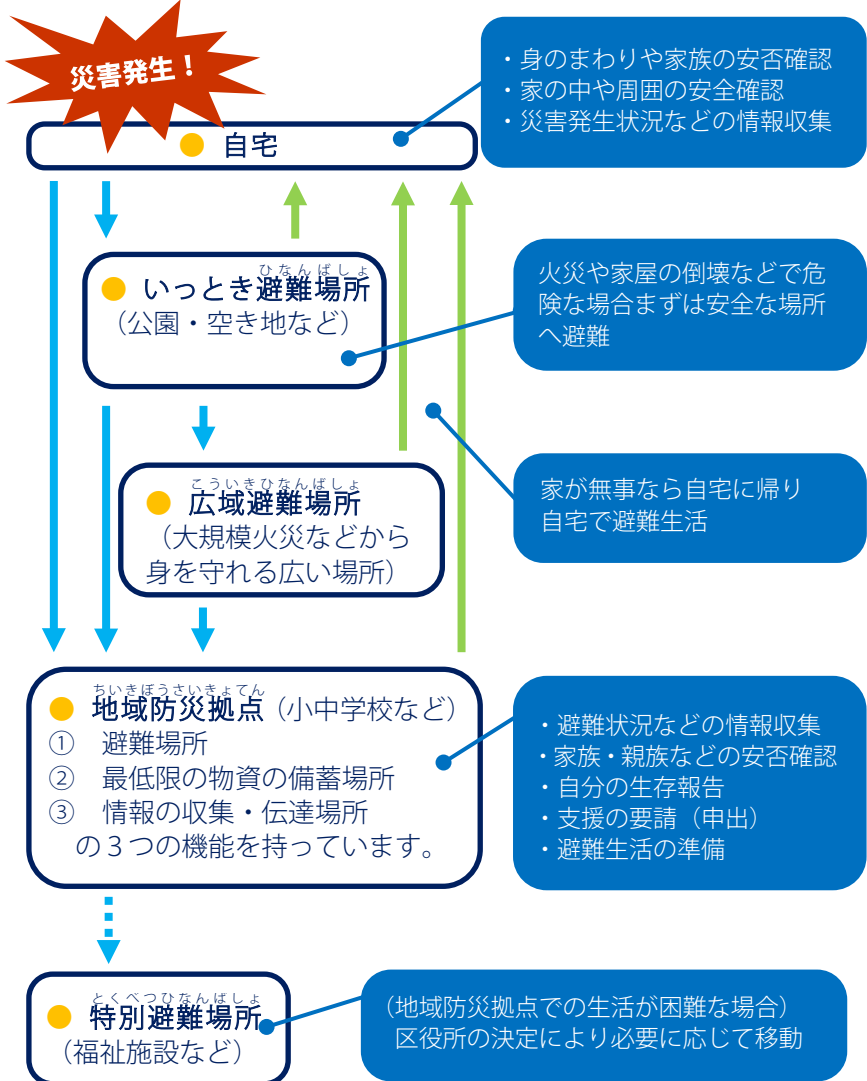 災害発生！
・身のまわりや家族の安否確認
・家の中や周囲の安全確認
・災害発生状況などの情報収集
● 自宅
ひなんばしょ
● いっとき避難場所
（公園・空き地など）
火災や家屋の倒壊などで危
険な場合まずは安全な場所
へ避難
こういきひなんばしょ
● 広域避難場所
（大規模火災などから
身を守れる広い場所）
家が無事なら自宅に帰り
自宅で避難生活
ちいきぼうさいきょてん
● 地域防災拠点（小中学校など）
① 避難場所
② 最低限の物資の備蓄場所
③ 情報の収集・伝達場所
の３つの機能を持っています。
・避難状況などの情報収集
・家族・親族などの安否確認
・自分の生存報告
・支援の要請（申出）
・避難生活の準備
とくべつひなんばしょ
● 特別避難場所
（福祉施設など）
（地域防災拠点での生活が困難な場合）
区役所の決定により必要に応じて移動